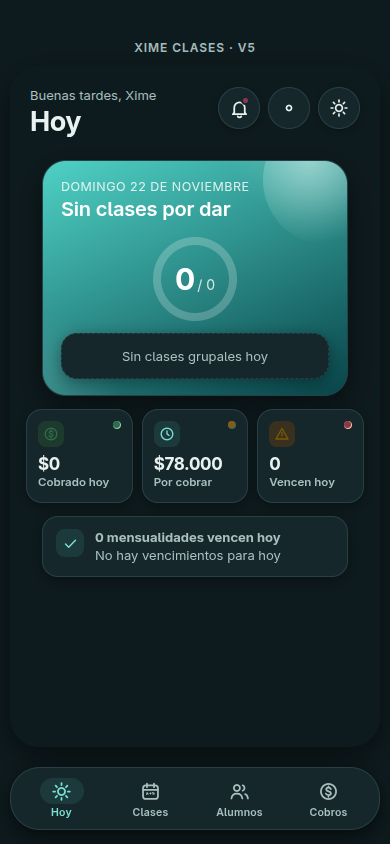 XIME CLASES · V5
Buenas tardes, Xime
Hoy
DOMINGO 22 DE NOVIEMBRE
Sin clases por dar
0 / 0
Sin clases grupales hoy
$0
Cobrado hoy
$78.000
Por cobrar
0
Vencen hoy
0 mensualidades vencen hoy
No hay vencimientos para hoy
Hoy
Clases
Alumnos
Cobros